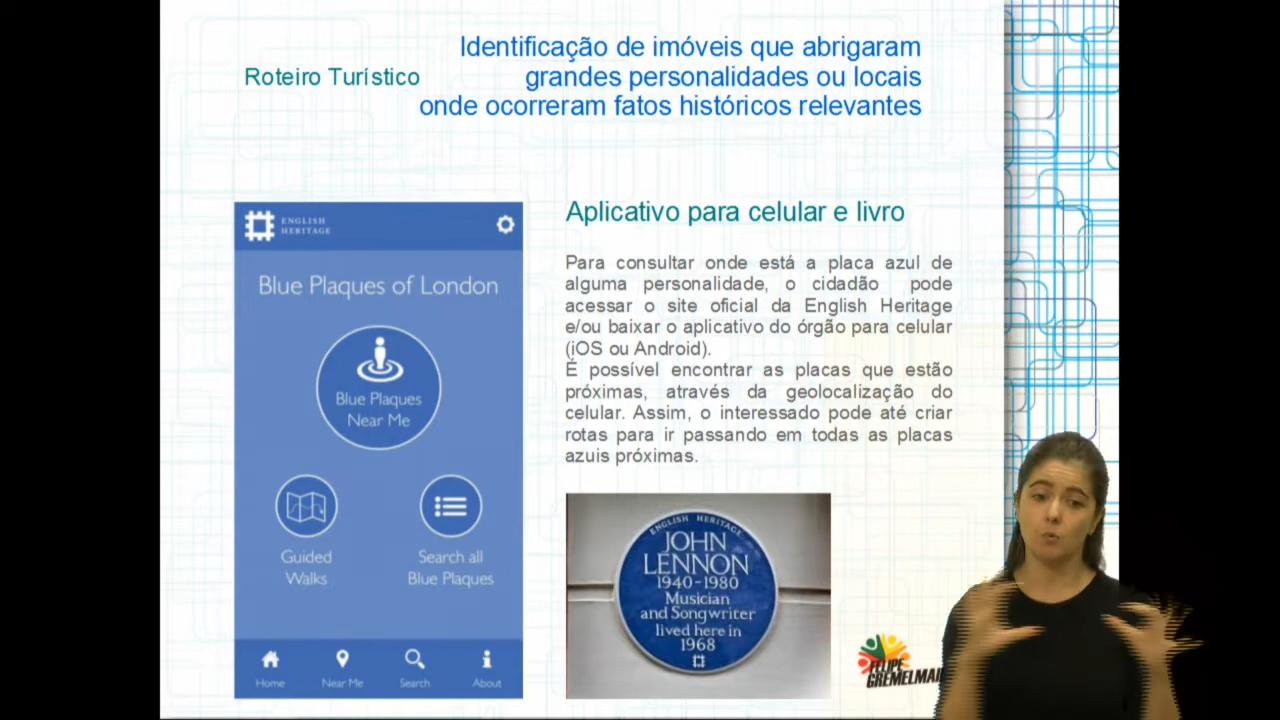 Roteiro Turístico
Identificação de imóveis que abrigaram
grandes personalidades ou locais
onde ocorreram fatos históricos relevantes
ENGLISH
HERITAGE
Blue Plaques of London
Blue Plaques
Near Me
Guided
Walks
Search all
Blue Plaques
Home
Near Me
Search
About
Aplicativo para celular e livro
Para consultar onde está a placa azul de
alguma personalidade, o cidadão pode
acessar o site oficial da English Heritage
e/ou baixar o aplicativo do órgão para celular
(iOS ou Android).
É possível encontrar as placas que estão
próximas, através da geolocalização do
celular. Assim, o interessado pode até criar
rotas para ir passando em todas as placas
azuis próximas.
ENGLISH HERITAGE
JOHN
LENNON
1940-1980
Musician
and Songwriter
lived here in
1968
FELIPE